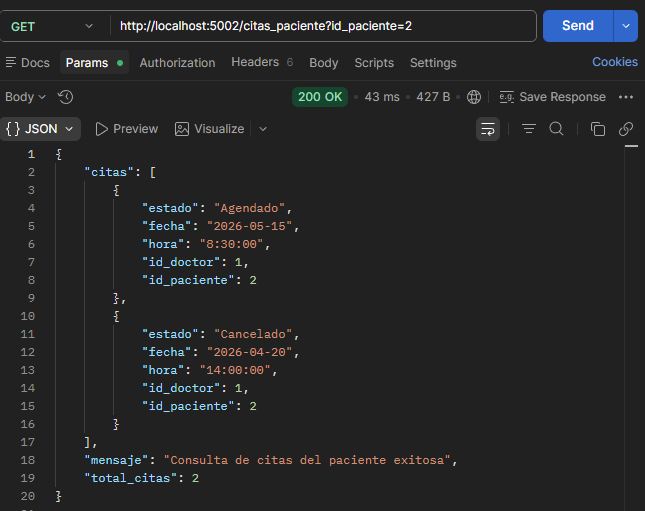 GET http://localhost:5002/citas_paciente?id_paciente=2 Send
Docs Params Authorization Headers 6 Body Scripts Settings Cookies
Body 200 OK 43 ms 427 B e.g. Save Response
{} JSON Preview Visualize
1 {
2 "citas": [
3 {
4 "estado": "Agendado",
5 "fecha": "2026-05-15",
6 "hora": "8:30:00",
7 "id_doctor": 1,
8 "id_paciente": 2
9 },
10 {
11 "estado": "Cancelado",
12 "fecha": "2026-04-20",
13 "hora": "14:00:00",
14 "id_doctor": 1,
15 "id_paciente": 2
16 }
17 ],
18 "mensaje": "Consulta de citas del paciente exitosa",
19 "total_citas": 2
20 }